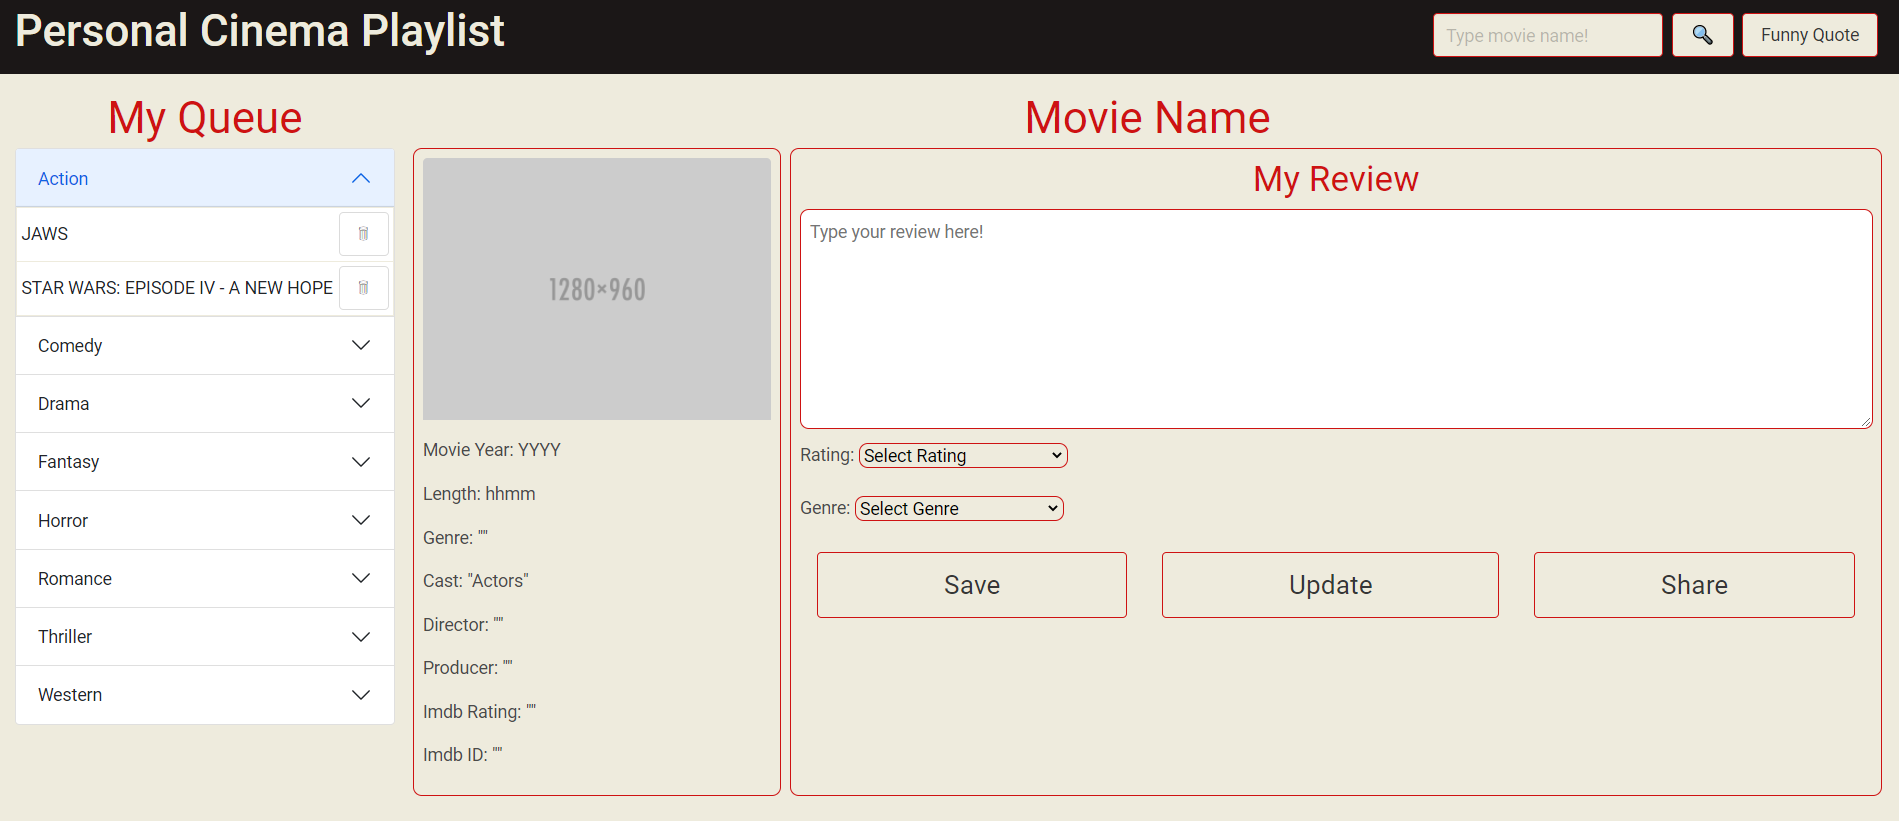 Personal Cinema Playlist
Type movie name!
Funny Quote
My Queue
Action
JAWS
STAR WARS: EPISODE IV - A NEW HOPE
Comedy
Drama
Fantasy
Horror
Romance
Thriller
Western
Movie Name
1280×960
Movie Year: YYYY
Length: hhmm
Genre: ""
Cast: "Actors"
Director: ""
Producer: ""
Imdb Rating: ""
Imdb ID: ""
My Review
Type your review here!
Rating: Select Rating
Genre: Select Genre
Save
Update
Share